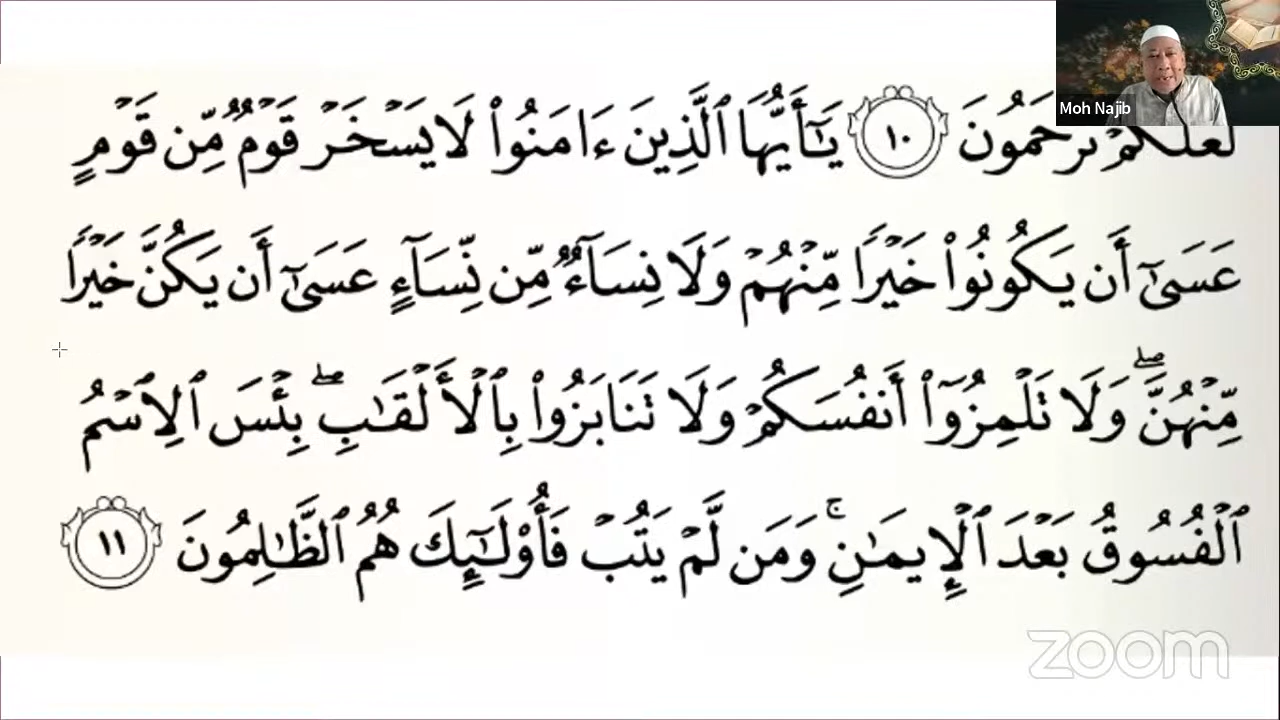 Moh Najib
لَعَلَّكُمْ تُرْحَمُونَ ١٠ يَـٰٓأَيُّهَا ٱلَّذِينَ ءَامَنُوا۟ لَا يَسْخَرْ قَوْمٌ مِّن قَوْمٍ
عَسَىٰٓ أَن يَكُونُوا۟ خَيْرًا مِّنْهُمْ وَلَا نِسَآءٌ مِّن نِّسَآءٍ عَسَىٰٓ أَن يَكُنَّ خَيْرًا
مِّنْهُنَّ ۖ وَلَا تَلْمِزُوٓا۟ أَنفُسَكُمْ وَلَا تَنَابَزُوا۟ بِٱلْأَلْقَـٰبِ ۖ بِئْسَ ٱلِٱسْمُ
ٱلْفُسُوقُ بَعْدَ ٱلْإِيمَـٰنِ ۚ وَمَن لَّمْ يَتُبْ فَأُو۟لَـٰٓئِكَ هُمُ ٱلظَّـٰلِمُونَ ١١
zoom